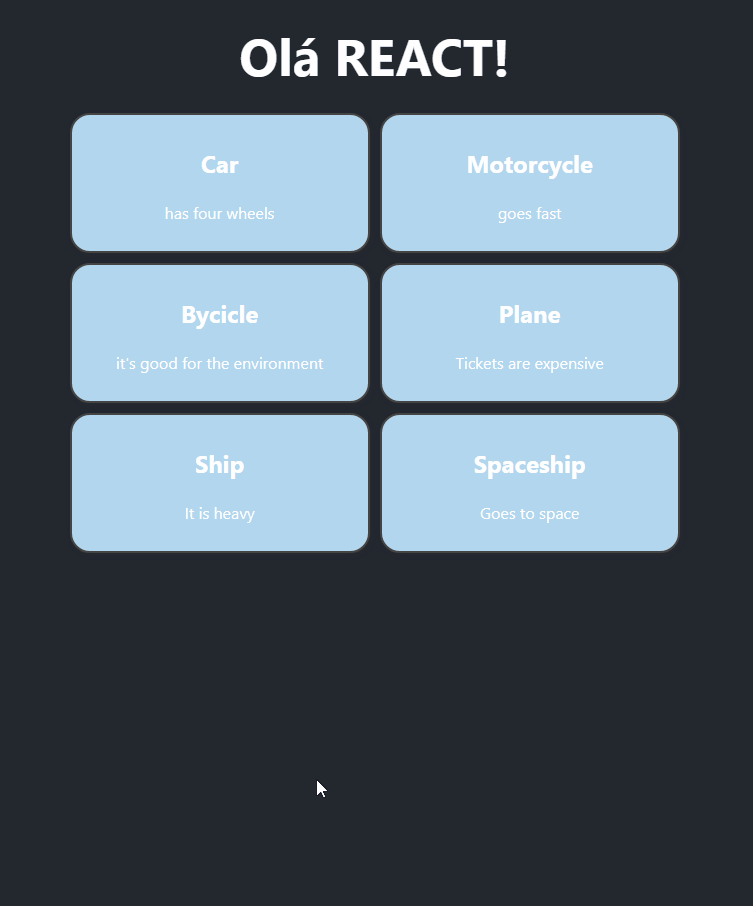 Olá REACT!
Car
has four wheels
Motorcycle
goes fast
Bycicle
it's good for the environment
Plane
Tickets are expensive
Ship
It is heavy
Spaceship
Goes to space